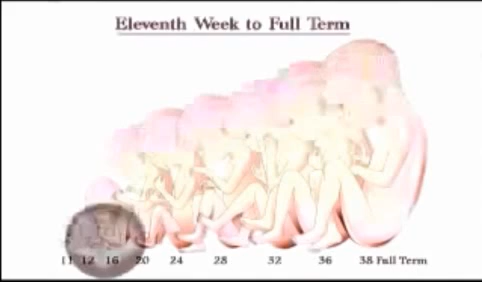 Eleventh Week to Full Term
11 12 16 20 24 28 32 36 38 Full Term